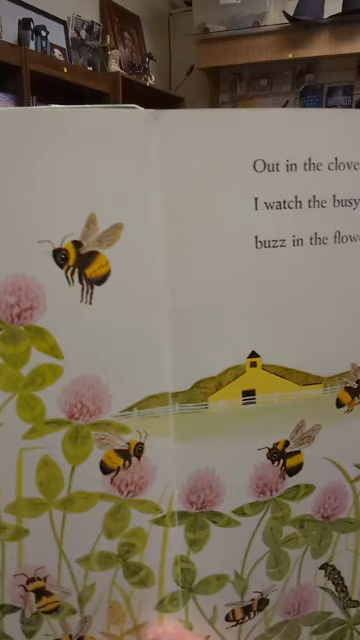 Out in the clove
I watch the busy
buzz in the flow